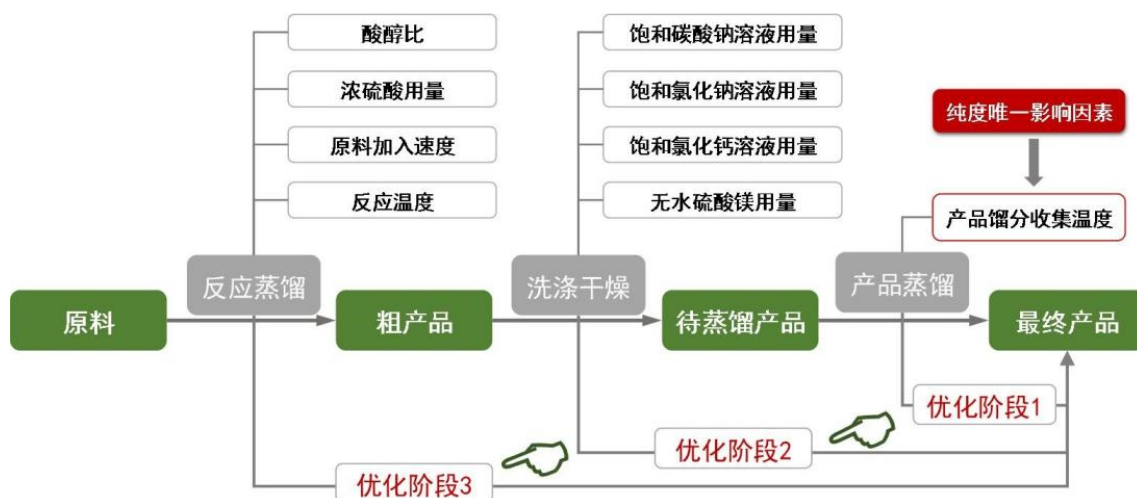 酸醇比
浓硫酸用量
原料加入速度
反应温度
饱和碳酸钠溶液用量
饱和氯化钠溶液用量
饱和氯化钙溶液用量
无水硫酸镁用量
纯度唯一影响因素
产品馏分收集温度
反应蒸馏
洗涤干燥
产品蒸馏
原料
粗产品
待蒸馏产品
最终产品
优化阶段1
优化阶段2
优化阶段3